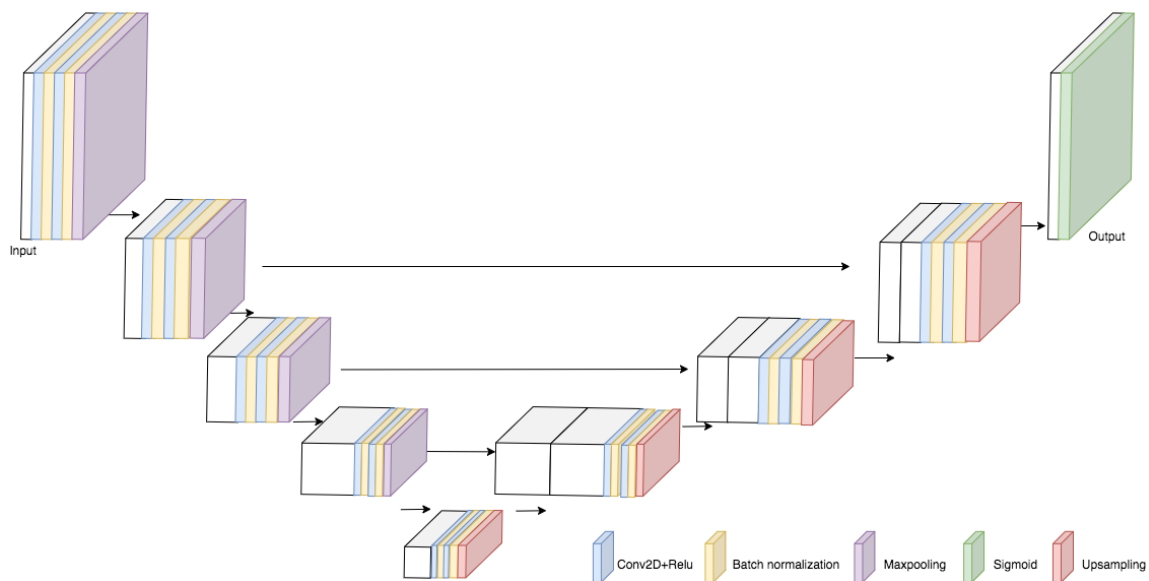 Input
Output
Conv2D+Relu
Batch normalization
Maxpooling
Sigmoid
Upsampling